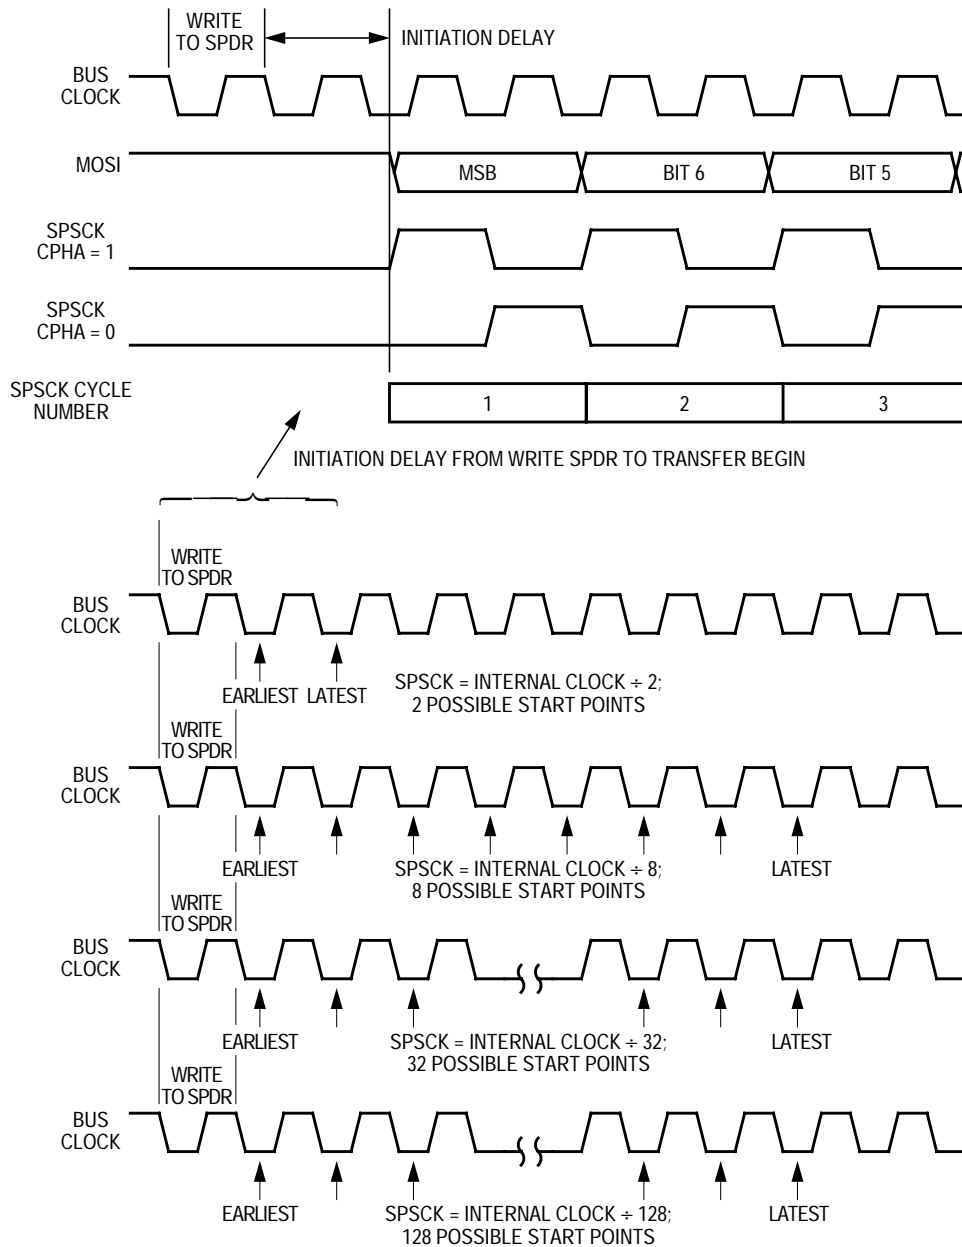 WRITE
TO SPDR
INITIATION DELAY
BUS
CLOCK
MOSI
MSB
BIT 6
BIT 5
SPSCK
CPHA = 1
SPSCK
CPHA = 0
SPSCK CYCLE
NUMBER
1
2
3
INITIATION DELAY FROM WRITE SPDR TO TRANSFER BEGIN
WRITE
TO SPDR
BUS
CLOCK
EARLIEST
LATEST
SPSCK = INTERNAL CLOCK ÷ 2;
2 POSSIBLE START POINTS
WRITE
TO SPDR
BUS
CLOCK
EARLIEST
SPSCK = INTERNAL CLOCK ÷ 8;
8 POSSIBLE START POINTS
LATEST
WRITE
TO SPDR
BUS
CLOCK
EARLIEST
SPSCK = INTERNAL CLOCK ÷ 32;
32 POSSIBLE START POINTS
LATEST
WRITE
TO SPDR
BUS
CLOCK
EARLIEST
SPSCK = INTERNAL CLOCK ÷ 128;
128 POSSIBLE START POINTS
LATEST